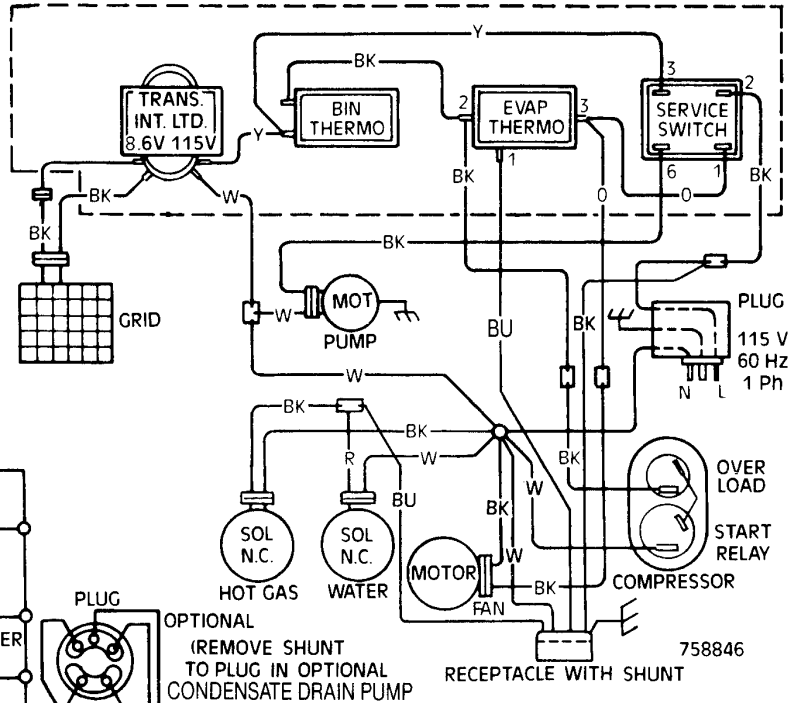 Y
BK
3
2
TRANS.
INT. LTD.
8.6V 115V
BIN
THERMO
2
EVAP
THERMO
3
SERVICE
SWITCH
Y
1
6
1
BK
W
BK
O
O
BK
BK
BK
GRID
W
MOT
PUMP
BU
BK
PLUG
115 V
60 Hz
1 Ph
N
L
W
BK
BK
R
W
BU
BK
W
BK
OVER
LOAD
SOL
N.C.
HOT GAS
SOL
N.C.
WATER
MOTOR
FAN
W
BK
START
RELAY
COMPRESSOR
PLUG
OPTIONAL
ER
(REMOVE SHUNT
TO PLUG IN OPTIONAL
CONDENSATE DRAIN PUMP
RECEPTACLE WITH SHUNT
758846